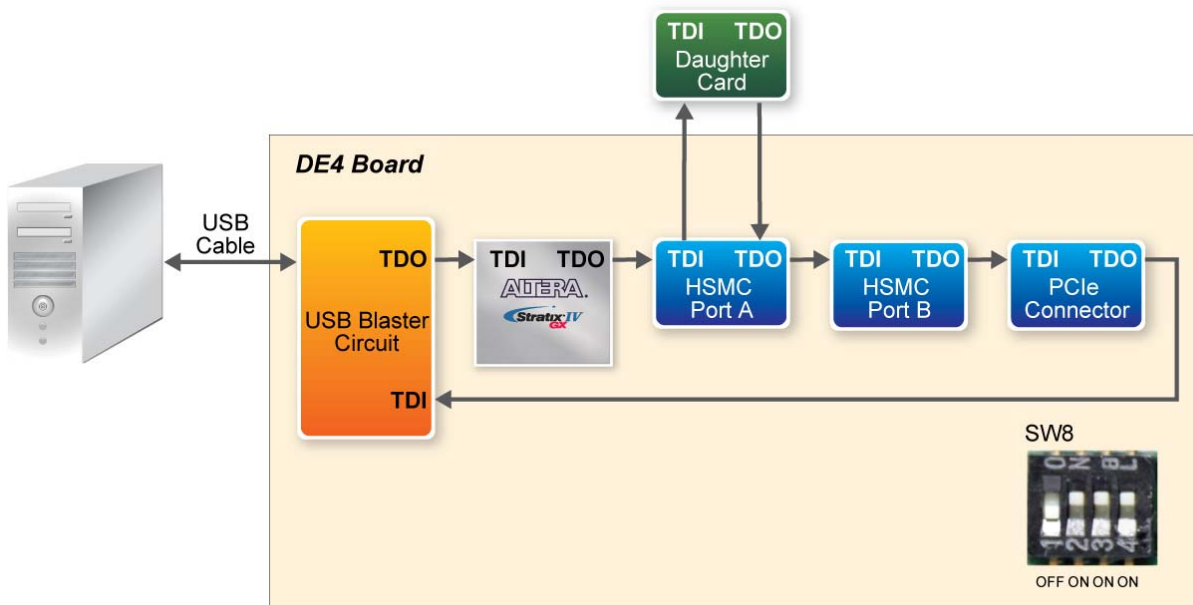 TDI TDO
Daughter
Card
DE4 Board
USB
Cable
TDO
USB Blaster
Circuit
TDI
TDI TDO
ALTERA.
Stratix IV
GX
TDI TDO
HSMC
Port A
TDI TDO
HSMC
Port B
TDI TDO
PCIe
Connector
SW8
1 2 3 4
OFF ON ON ON